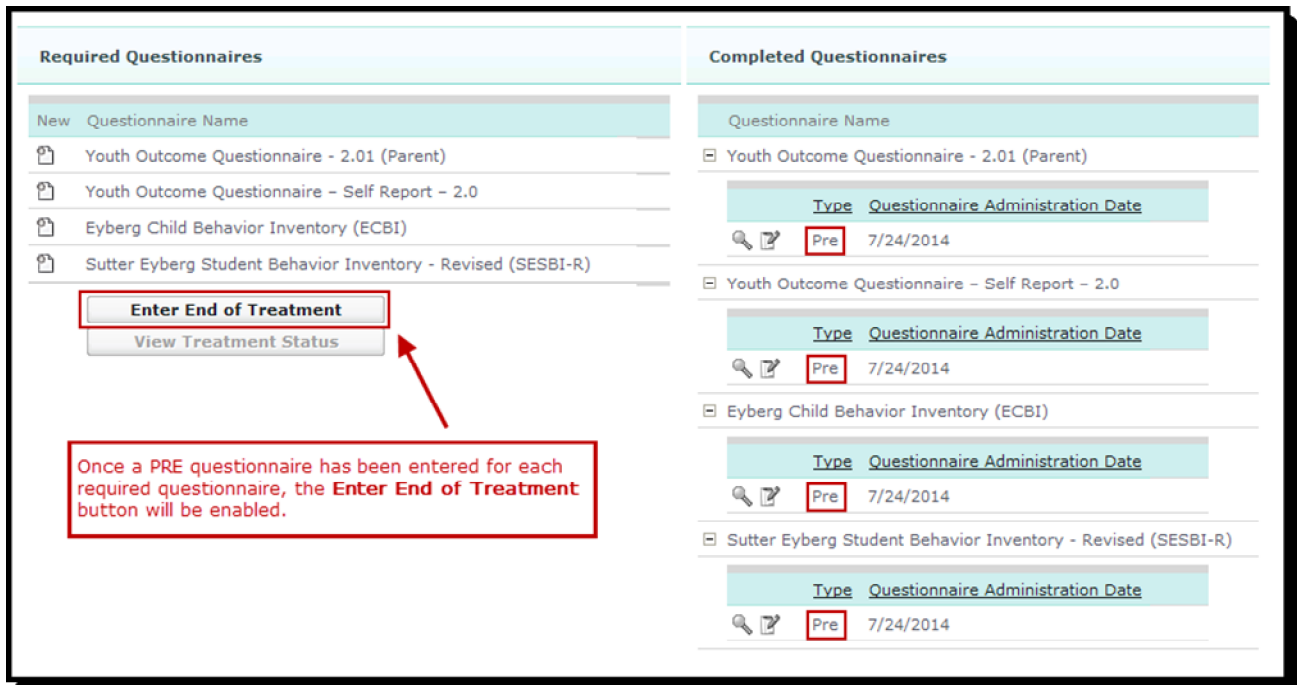 Required Questionnaires
New Questionnaire Name
Youth Outcome Questionnaire - 2.01 (Parent)
Youth Outcome Questionnaire – Self Report – 2.0
Eyberg Child Behavior Inventory (ECBI)
Sutter Eyberg Student Behavior Inventory - Revised (SESBI-R)
Enter End of Treatment
View Treatment Status
Once a PRE questionnaire has been entered for each
required questionnaire, the Enter End of Treatment
button will be enabled.
Completed Questionnaires
Questionnaire Name
Youth Outcome Questionnaire - 2.01 (Parent)
Type Questionnaire Administration Date
Pre 7/24/2014
Youth Outcome Questionnaire – Self Report – 2.0
Type Questionnaire Administration Date
Pre 7/24/2014
Eyberg Child Behavior Inventory (ECBI)
Type Questionnaire Administration Date
Pre 7/24/2014
Sutter Eyberg Student Behavior Inventory - Revised (SESBI-R)
Type Questionnaire Administration Date
Pre 7/24/2014